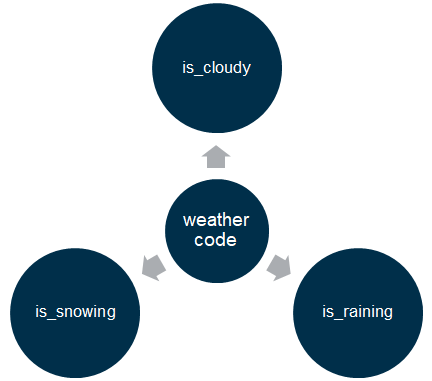 is_cloudy
weather
code
is_snowing
is_raining